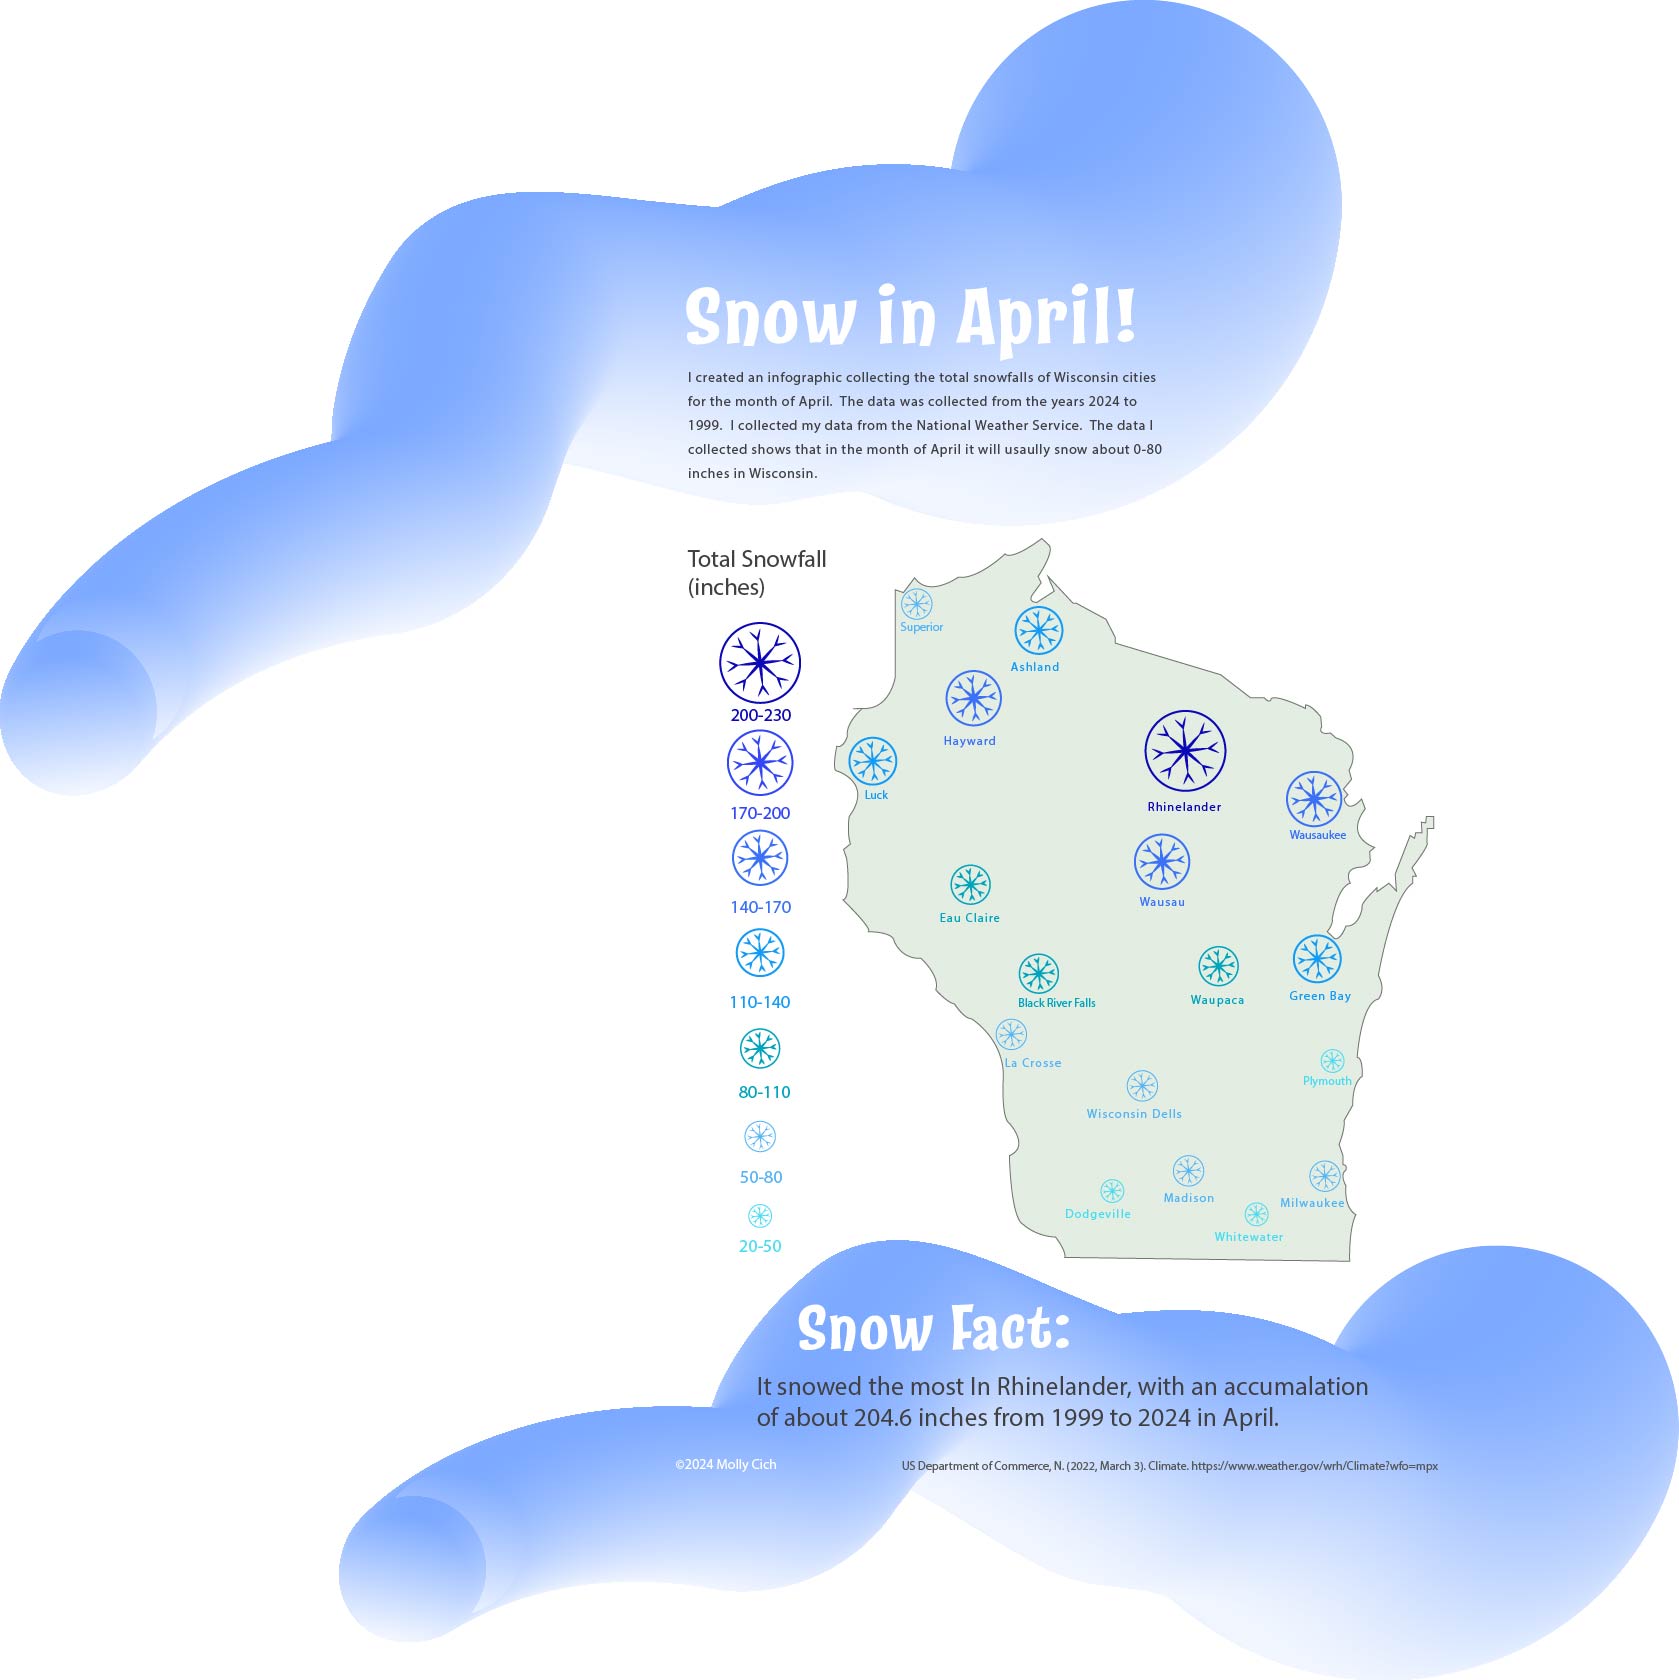 Snow in April!
I created an infographic collecting the total snowfalls of Wisconsin cities
for the month of April.  The data was collected from the years 2024 to
1999.  I collected my data from the National Weather Service.  The data I
collected shows that in the month of April it will usaully snow about 0-80
inches in Wisconsin.
Total Snowfall
(inches)
200-230
170-200
140-170
110-140
80-110
50-80
20-50
Superior
Ashland
Hayward
Luck
Rhinelander
Wausaukee
Wausau
Eau Claire
Black River Falls
Waupaca
Green Bay
La Crosse
Plymouth
Wisconsin Dells
Madison
Milwaukee
Dodgeville
Whitewater
Snow Fact:
It snowed the most In Rhinelander, with an accumalation
of about 204.6 inches from 1999 to 2024 in April.
©2024 Molly Cich
US Department of Commerce, N. (2022, March 3). Climate. https://www.weather.gov/wrh/Climate?wfo=mpx